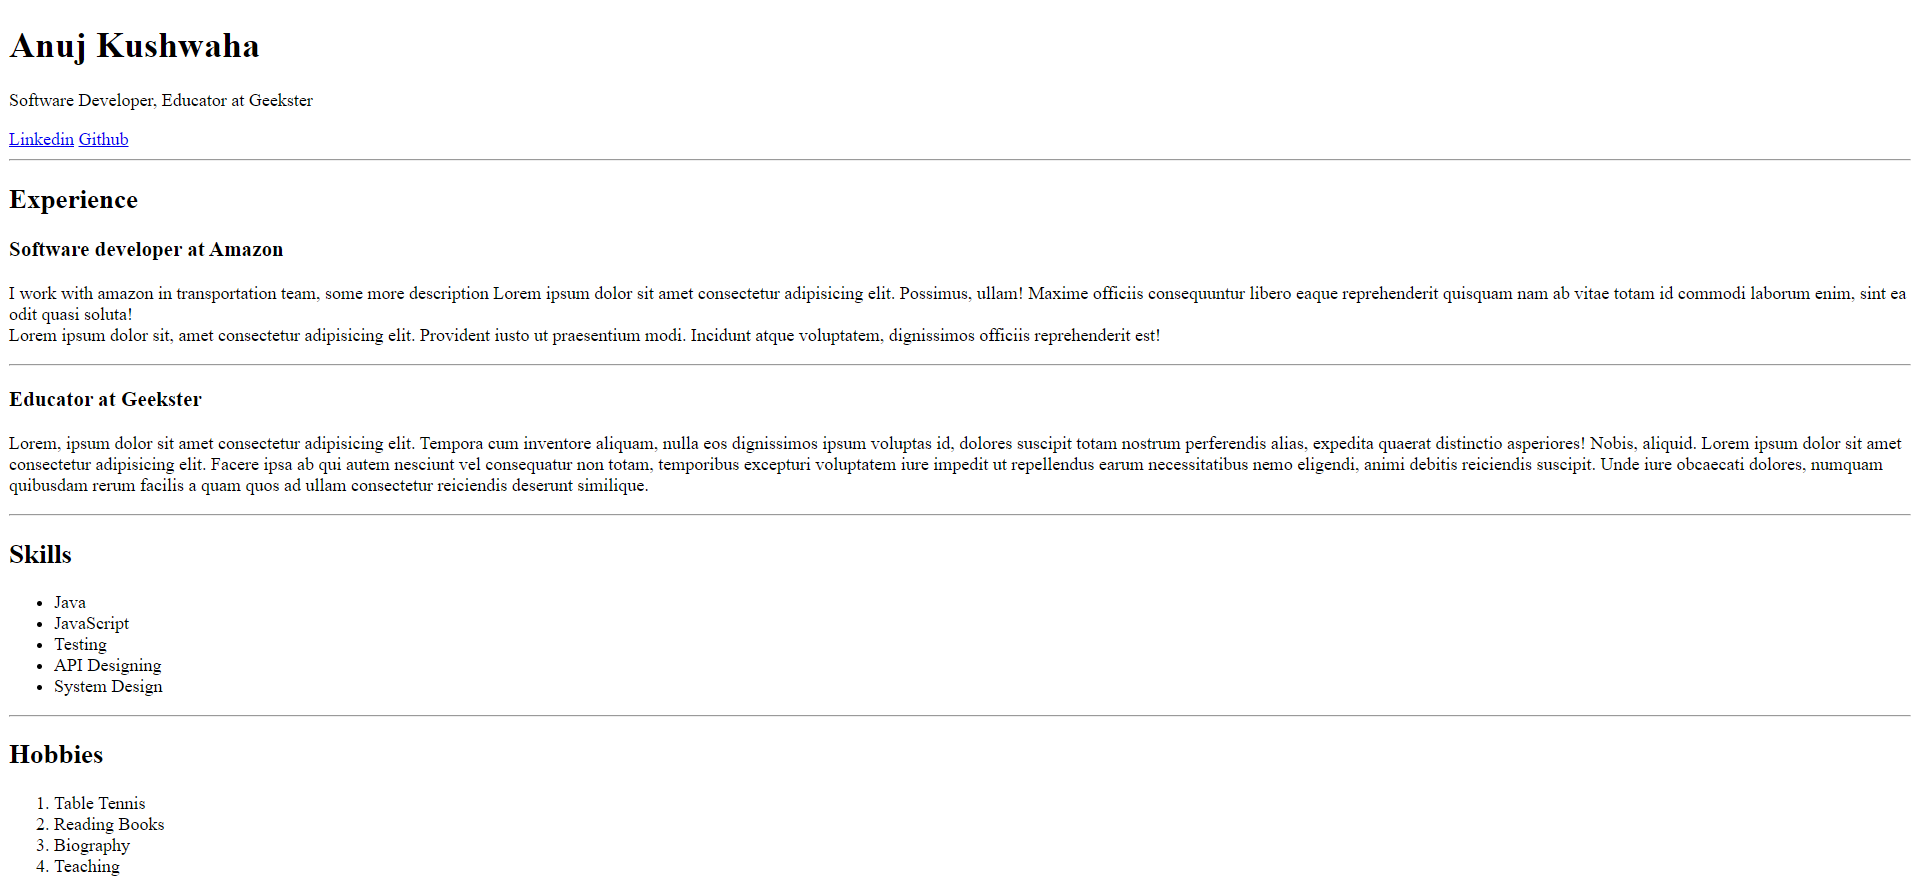 Anuj Kushwaha
Software Developer, Educator at Geekster
Linkedin Github
Experience
Software developer at Amazon
I work with amazon in transportation team, some more description Lorem ipsum dolor sit amet consectetur adipisicing elit. Possimus, ullam! Maxime officiis consequuntur libero eaque reprehenderit quisquam nam ab vitae totam id commodi laborum enim, sint ea
odit quasi soluta!
Lorem ipsum dolor sit, amet consectetur adipisicing elit. Provident iusto ut praesentium modi. Incidunt atque voluptatem, dignissimos officiis reprehenderit est!
Educator at Geekster
Lorem, ipsum dolor sit amet consectetur adipisicing elit. Tempora cum inventore aliquam, nulla eos dignissimos ipsum voluptas id, dolores suscipit totam nostrum perferendis alias, expedita quaerat distinctio asperiores! Nobis, aliquid. Lorem ipsum dolor sit amet
consectetur adipisicing elit. Facere ipsa ab qui autem nesciunt vel consequatur non totam, temporibus excepturi voluptatem iure impedit ut repellendus earum necessitatibus nemo eligendi, animi debitis reiciendis suscipit. Unde iure obcaecati dolores, numquam
quibusdam rerum facilis a quam quos ad ullam consectetur reiciendis deserunt similique.
Skills
• Java
• JavaScript
• Testing
• API Designing
• System Design
Hobbies
1. Table Tennis
2. Reading Books
3. Biography
4. Teaching